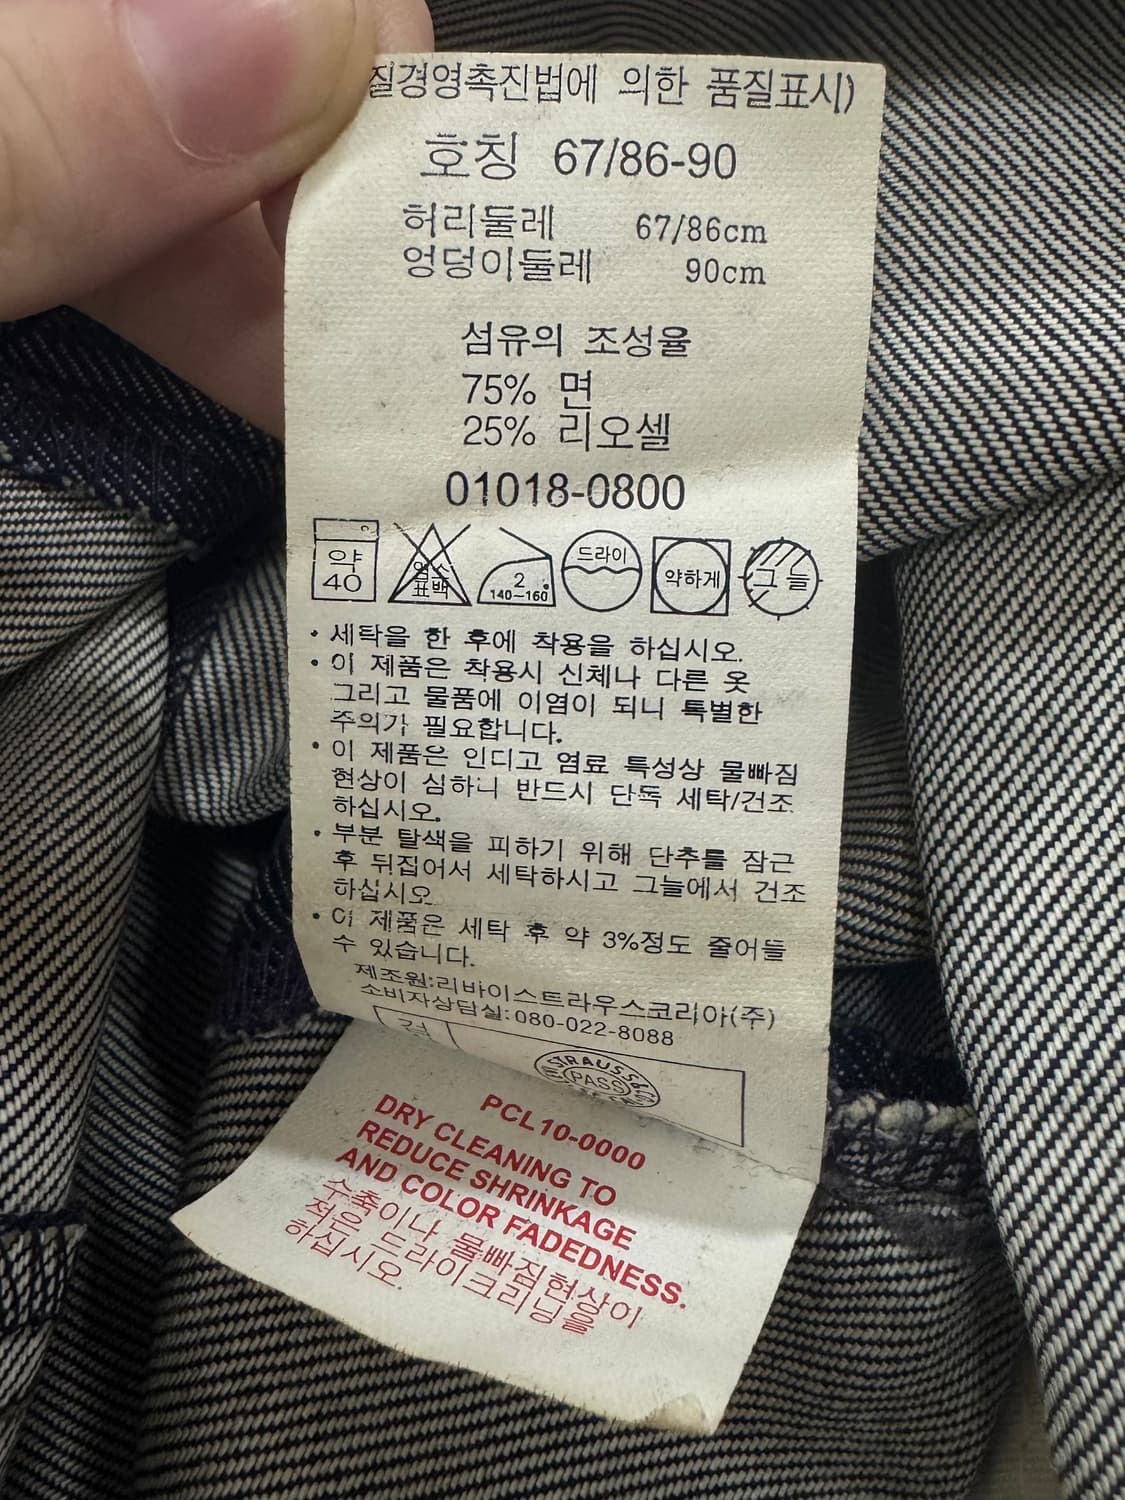 질경영촉진법에 의한 품질표시)
호칭 67/86-90
허리둘레 67/86cm
엉덩이둘레 90cm
섬유의 조성율
75% 면
25% 리오셀
01018-0800
약 40
염소 표백
2 140-160
드라이
약하게
그늘
• 세탁을 한 후에 착용을 하십시오.
• 이 제품은 착용시 신체나 다른 옷
그리고 물품에 이염이 되니 특별한
주의가 필요합니다.
• 이 제품은 인디고 염료 특성상 물빠짐
현상이 심하니 반드시 단독 세탁/건조
하십시오.
• 부분 탈색을 피하기 위해 단추를 잠근
후 뒤집어서 세탁하시고 그늘에서 건조
하십시오
• 이 제품은 세탁 후 약 3%정도 줄어들
수 있습니다.
제조원:리바이스트라우스코리아(주)
소비자상담실:080-022-8088
STRAUSS &
PASS
PCL10-0000
DRY CLEANING TO
REDUCE SHRINKAGE
AND COLOR FADEDNESS.
수축이나 물빠짐현상이
적은 드라이크리닝을
하십시오.